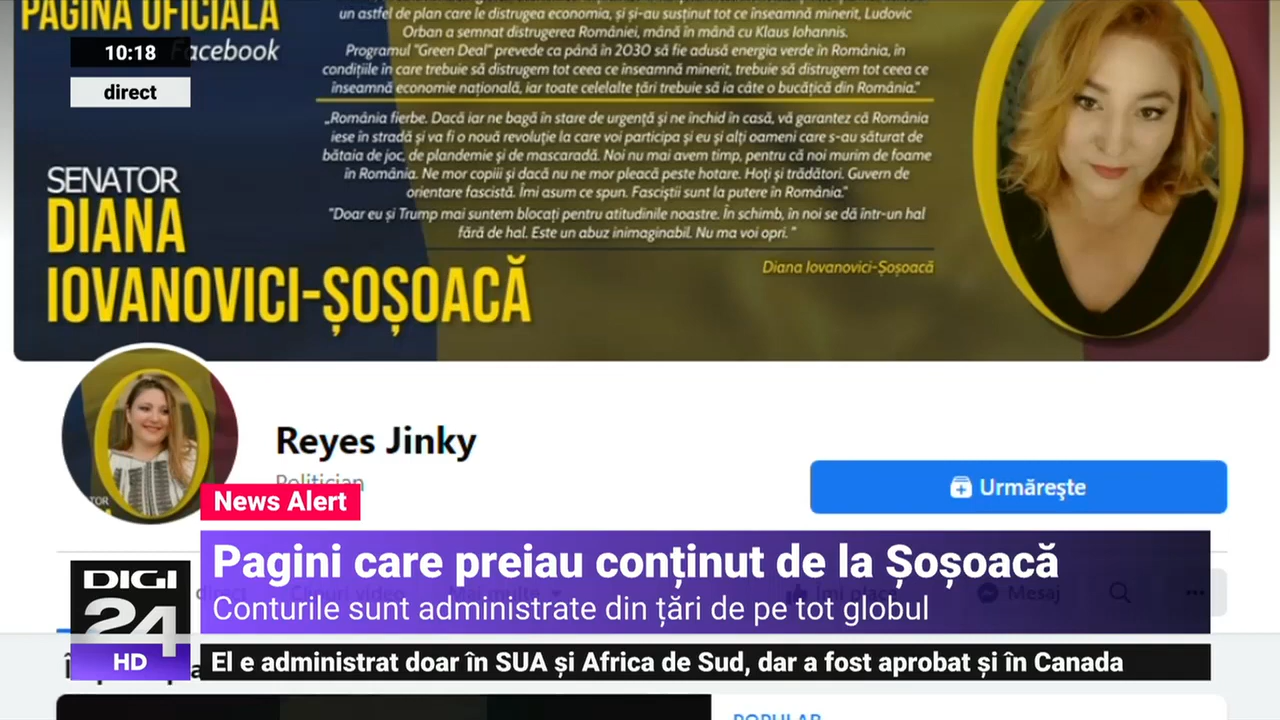 PAGINA OFICIALĂ
Facebook
10:18
direct
un astfel de plan care le distrugea economia, și și-au susținut tot ce înseamnă minerit, Ludovic
Orban a semnat distrugerea României, mână în mână cu Klaus Iohannis.
Programul "Green Deal" prevede ca până în 2030 să fie adusă energia verde în România, în
condițiile în care trebuie să distrugem tot ceea ce înseamnă minerit, trebuie să distrugem tot ceea ce
înseamnă economie națională, iar toate celelalte țări trebuie să ia câte o bucățică din România."
„România fierbe. Dacă iar ne bagă în stare de urgență și ne închid în casă, vă garantez că România
iese în stradă și va fi o nouă revoluție la care voi participa și eu și alți oameni care s-au săturat de
bătaia de joc, de plandemie și de mascaradă. Noi nu mai avem timp, pentru că noi murim de foame
în România. Ne mor copiii și dacă nu ne mor pleacă peste hotare. Hoți și trădători. Guvern de
orientare fascistă. Îmi asum ce spun. Fasciștii sunt la putere în România."
"Doar eu și Trump mai suntem blocați pentru atitudinile noastre. În schimb, în noi se dă într-un hal
fără de hal. Este un abuz inimaginabil. Nu ma voi opri. "
Diana Iovanovici-Șoșoacă
SENATOR
DIANA
IOVANOVICI-ȘOȘOACĂ
Reyes Jinky
Politician
Urmărește
News Alert
Pagini care preiau conținut de la Șoșoacă
Conturile sunt administrate din țări de pe tot globul
Mesaj
DIGI
24
HD
El e administrat doar în SUA și Africa de Sud, dar a fost aprobat și în Canada
POPULAR